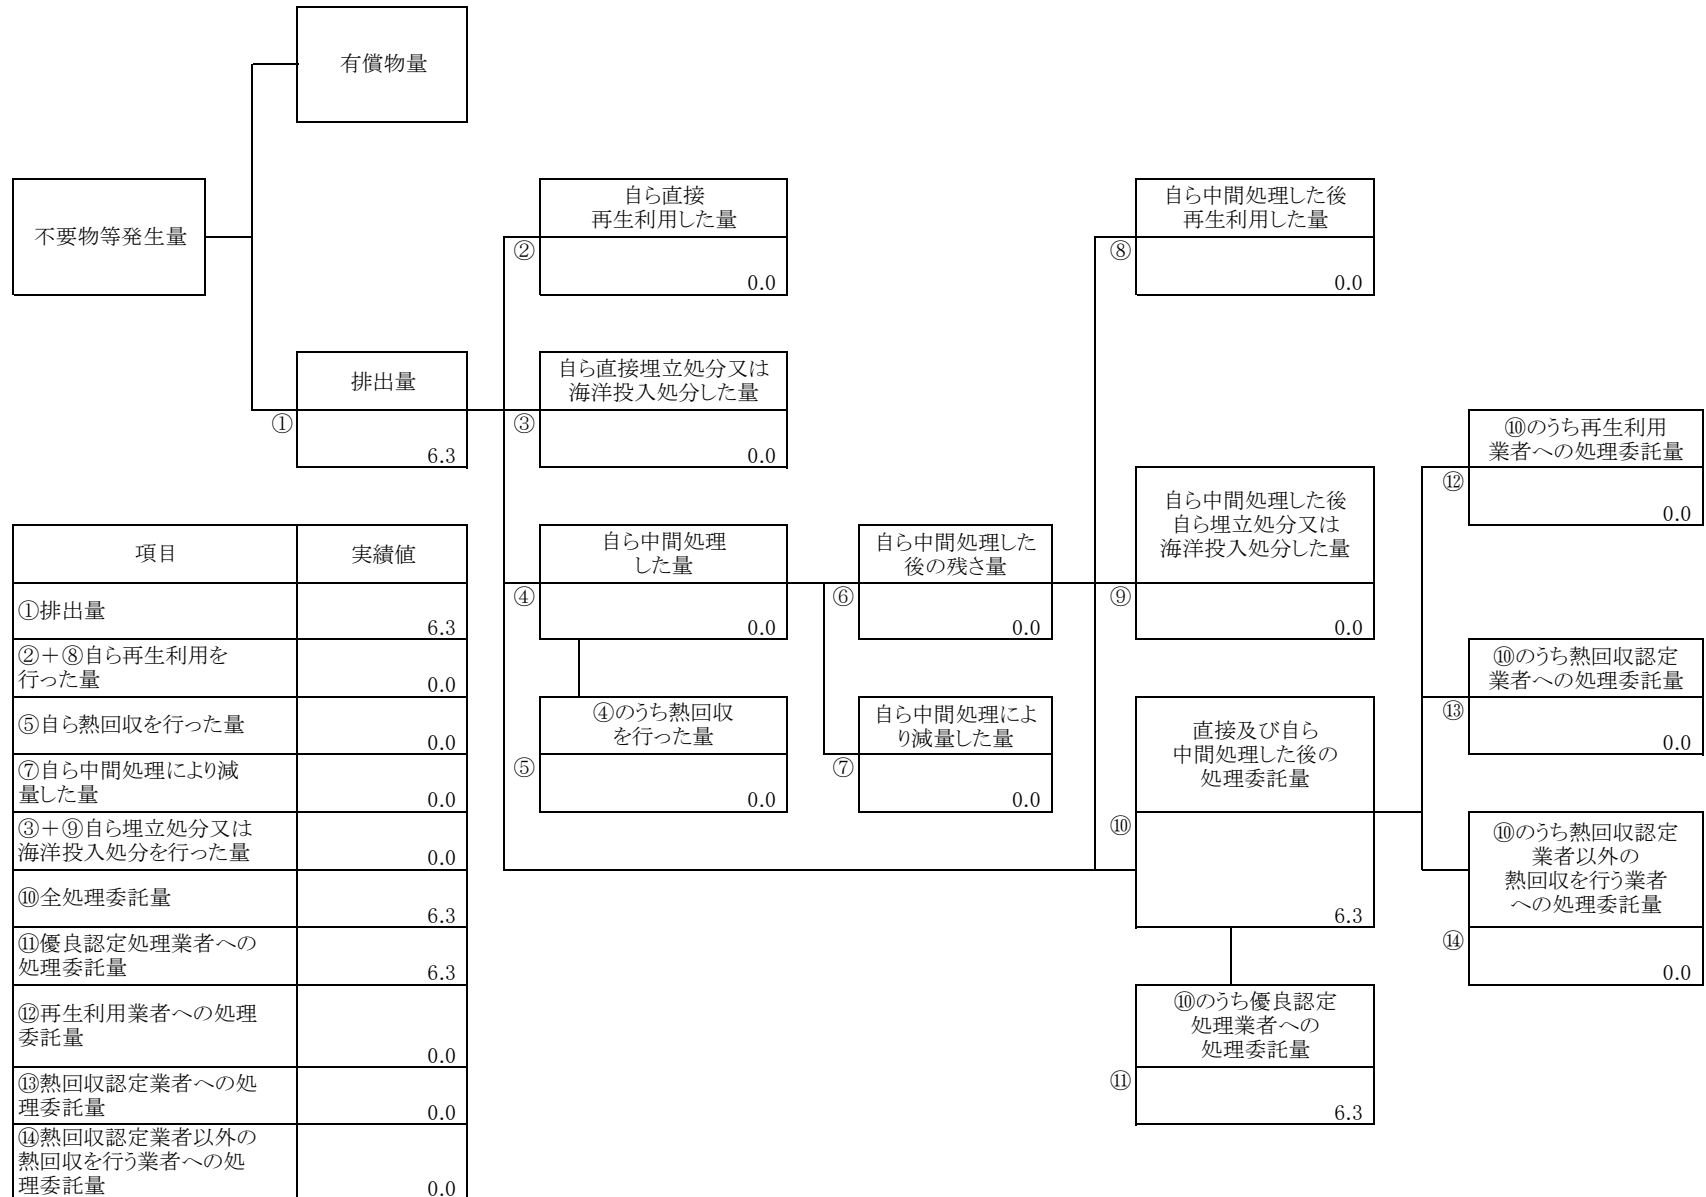 有償物量
不要物等発生量
排出量
①
6.3
自ら直接
再生利用した量
②
0.0
自ら直接埋立処分又は
海洋投入処分した量
③
0.0
自ら中間処理
した量
④
0.0
④のうち熱回収
を行った量
⑤
0.0
自ら中間処理した
後の残さ量
⑥
0.0
自ら中間処理によ
り減量した量
⑦
0.0
自ら中間処理した後
再生利用した量
⑧
0.0
自ら中間処理した後
自ら埋立処分又は
海洋投入処分した量
⑨
0.0
直接及び自ら
中間処理した後の
処理委託量
⑩
6.3
⑩のうち優良認定
処理業者への
処理委託量
⑪
6.3
⑩のうち再生利用
業者への処理委託量
⑫
0.0
⑩のうち熱回収認定
業者への処理委託量
⑬
0.0
⑩のうち熱回収認定
業者以外の
熱回収を行う業者
への処理委託量
⑭
0.0
項目 実績値
①排出量
6.3
②＋⑧自ら再生利用を
行った量
0.0
⑤自ら熱回収を行った量
0.0
⑦自ら中間処理により減
量した量
0.0
③＋⑨自ら埋立処分又は
海洋投入処分を行った量
0.0
⑩全処理委託量
6.3
⑪優良認定処理業者への
処理委託量
6.3
⑫再生利用業者への処理
委託量
0.0
⑬熱回収認定業者への処
理委託量
0.0
⑭熱回収認定業者以外の
熱回収を行う業者への処
理委託量
0.0